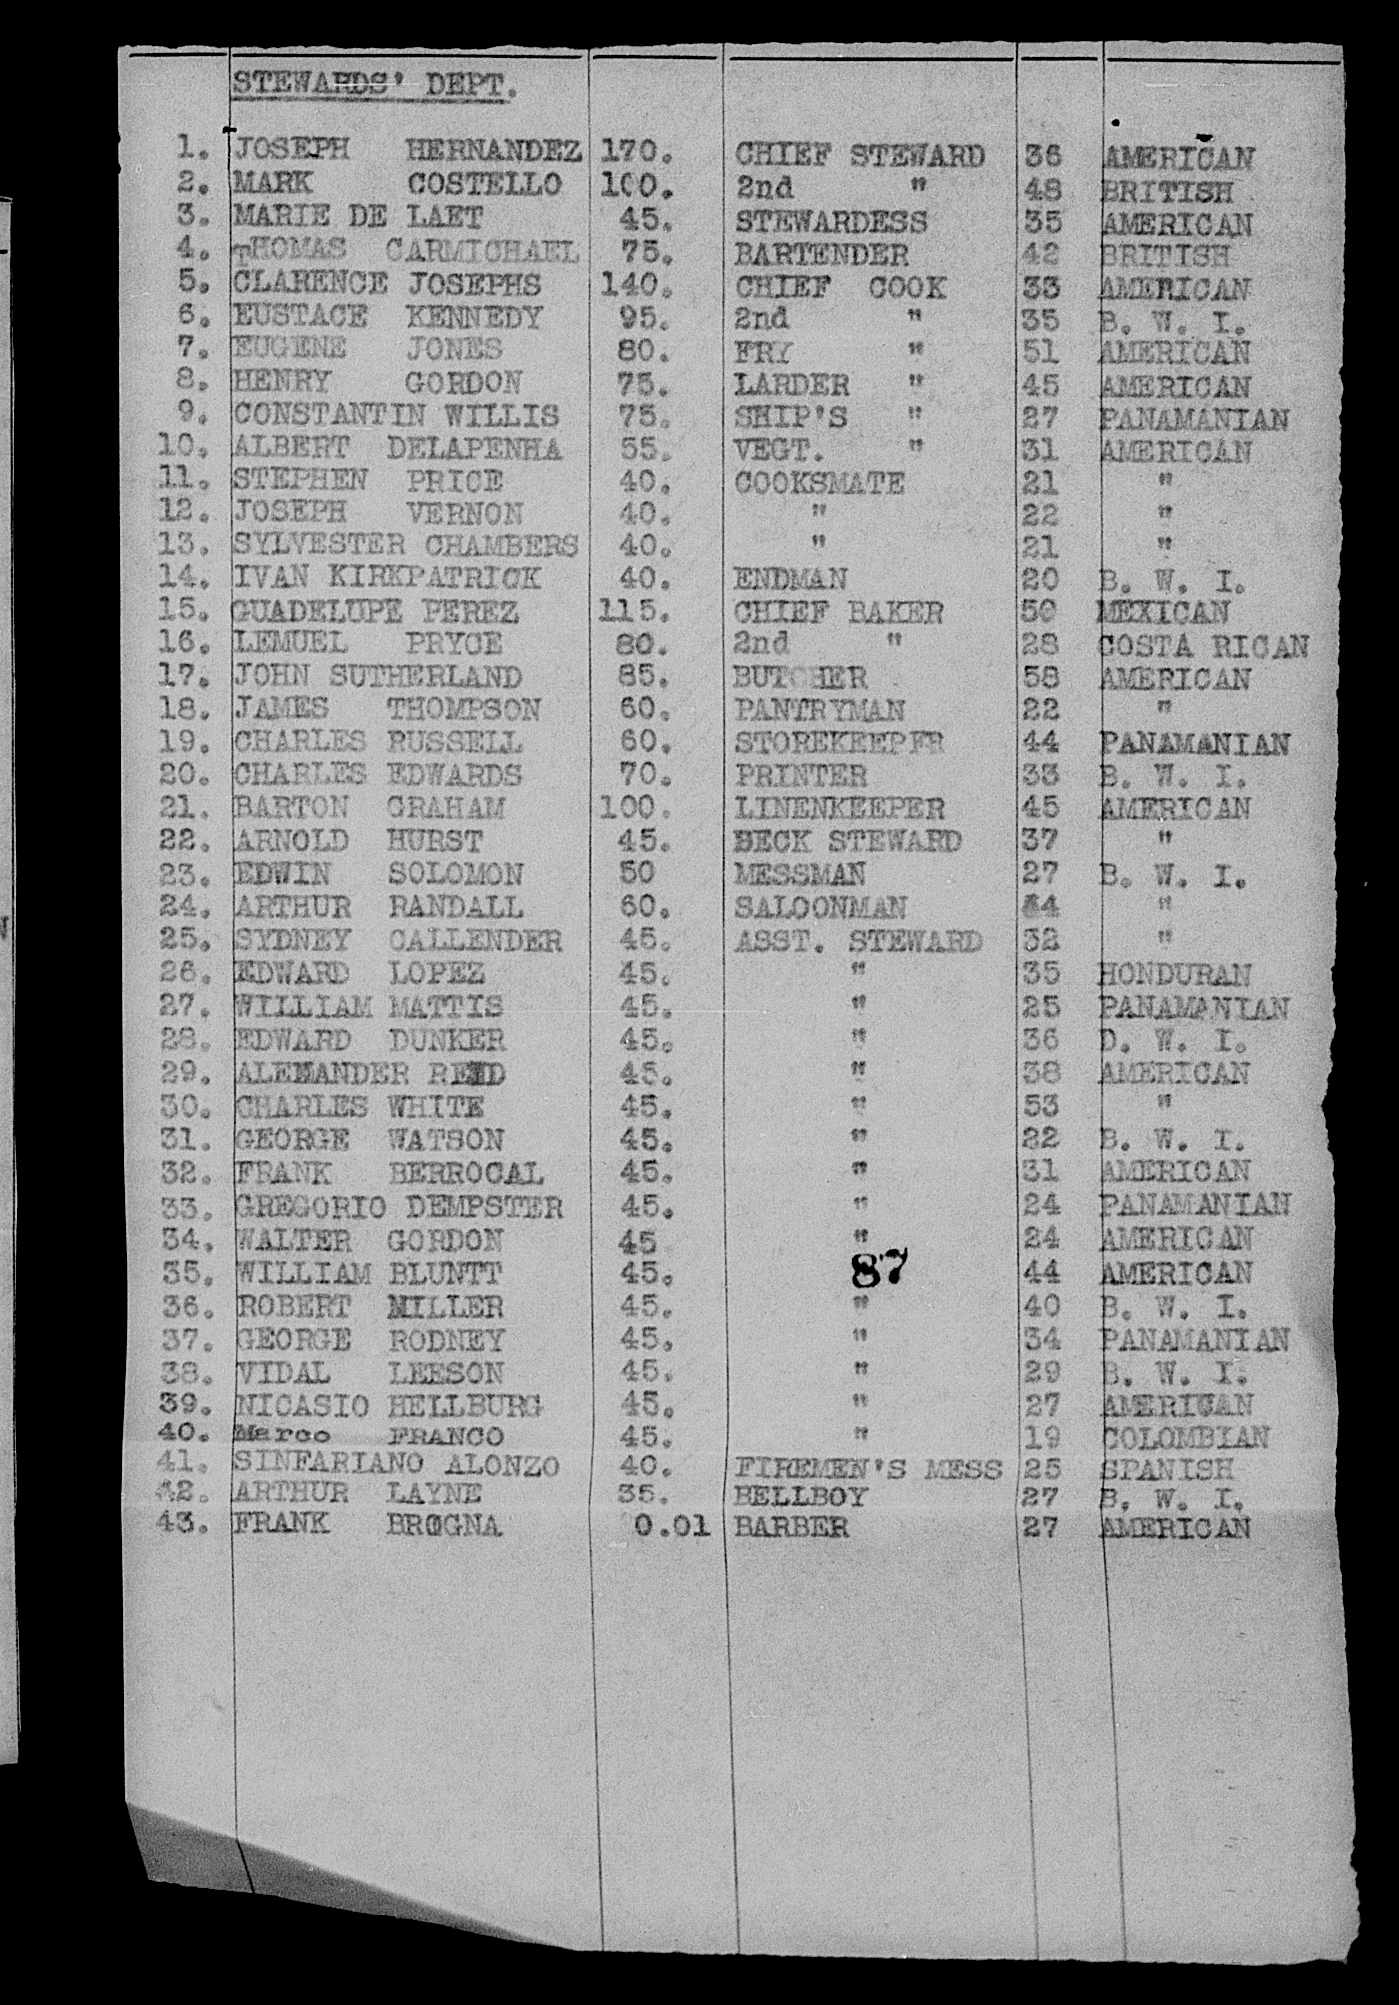 STEWARDS' DEPT.
1. JOSEPH HERNANDEZ 170. CHIEF STEWARD 36 AMERICAN
2. MARK COSTELLO 100. 2nd " 48 BRITISH
3. MARIE DE LAET 45. STEWARDESS 35 AMERICAN
4. THOMAS CARMICHAEL 75. BARTENDER 42 BRITISH
5. CLARENCE JOSEPHS 140. CHIEF COOK 33 AMERICAN
6. EUSTACE KENNEDY 95. 2nd " 35 B. W. I.
7. EUGENE JONES 80. FRY " 51 AMERICAN
8. HENRY GORDON 75. LARDER " 45 AMERICAN
9. CONSTANTIN WILLIS 75. SHIP'S " 27 PANAMANIAN
10. ALBERT DELAPENHA 55. VEGT. " 31 AMERICAN
11. STEPHEN PRICE 40. COOKSMATE 21 "
12. JOSEPH VERNON 40. " 22 "
13. SYLVESTER CHAMBERS 40. " 21 "
14. IVAN KIRKPATRICK 40. ENDMAN 20 B. W. I.
15. GUADELUPE PEREZ 115. CHIEF BAKER 50 MEXICAN
16. LEMUEL PRYCE 80. 2nd " 28 COSTA RICAN
17. JOHN SUTHERLAND 85. BUTCHER 58 AMERICAN
18. JAMES THOMPSON 60. PANTRYMAN 22 "
19. CHARLES RUSSELL 60. STOREKEEPER 44 PANAMANIAN
20. CHARLES EDWARDS 70. PRINTER 33 B. W. I.
21. BARTON GRAHAM 100. LINENKEEPER 45 AMERICAN
22. ARNOLD HURST 45. DECK STEWARD 37 "
23. EDWIN SOLOMON 50 MESSMAN 27 B. W. I.
24. ARTHUR RANDALL 60. SALOONMAN 44 "
25. SYDNEY CALLENDER 45. ASST. STEWARD 32 "
26. EDWARD LOPEZ 45. " 35 HONDURAN
27. WILLIAM MATTIS 45. " 25 PANAMANIAN
28. EDWARD DUNKER 45. " 36 D. W. I.
29. ALEXANDER REID 45. " 38 AMERICAN
30. CHARLES WHITE 45. " 53 "
31. GEORGE WATSON 45. " 22 B. W. I.
32. FRANK BERROCAL 45. " 31 AMERICAN
33. GREGORIO DEMPSTER 45. " 24 PANAMANIAN
34. WALTER GORDON 45 " 24 AMERICAN
35. WILLIAM BLUNTT 45. 87 44 AMERICAN
36. ROBERT MILLER 45. " 40 B. W. I.
37. GEORGE RODNEY 45. " 34 PANAMANIAN
38. VIDAL LEESON 45. " 29 B. W. I.
39. NICASIO HELLBURG 45. " 27 AMERICAN
40. Marco FRANCO 45. " 19 COLOMBIAN
41. SINFARIANO ALONZO 40. FIREMEN'S MESS 25 SPANISH
42. ARTHUR LAYNE 35. BELLBOY 27 B. W. I.
43. FRANK BROGNA 0.01 BARBER 27 AMERICAN